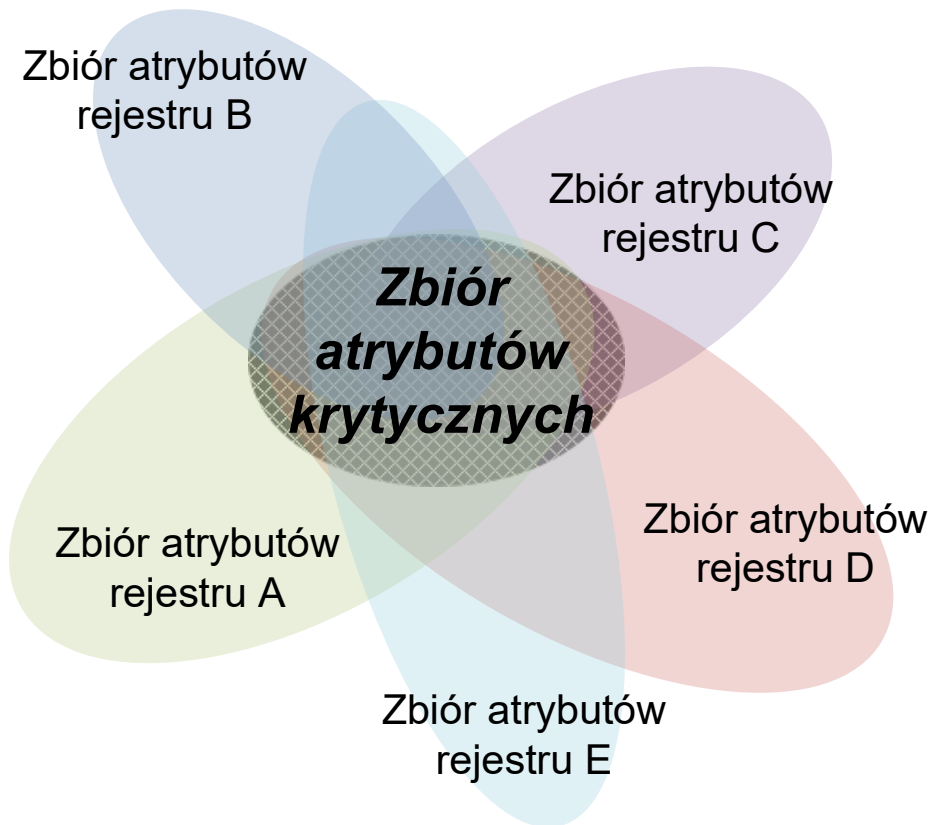 Zbiór atrybutów
rejestru B
Zbiór atrybutów
rejestru C
Zbiór
atrybutów
krytycznych
Zbiór atrybutów
rejestru A
Zbiór atrybutów
rejestru D
Zbiór atrybutów
rejestru E